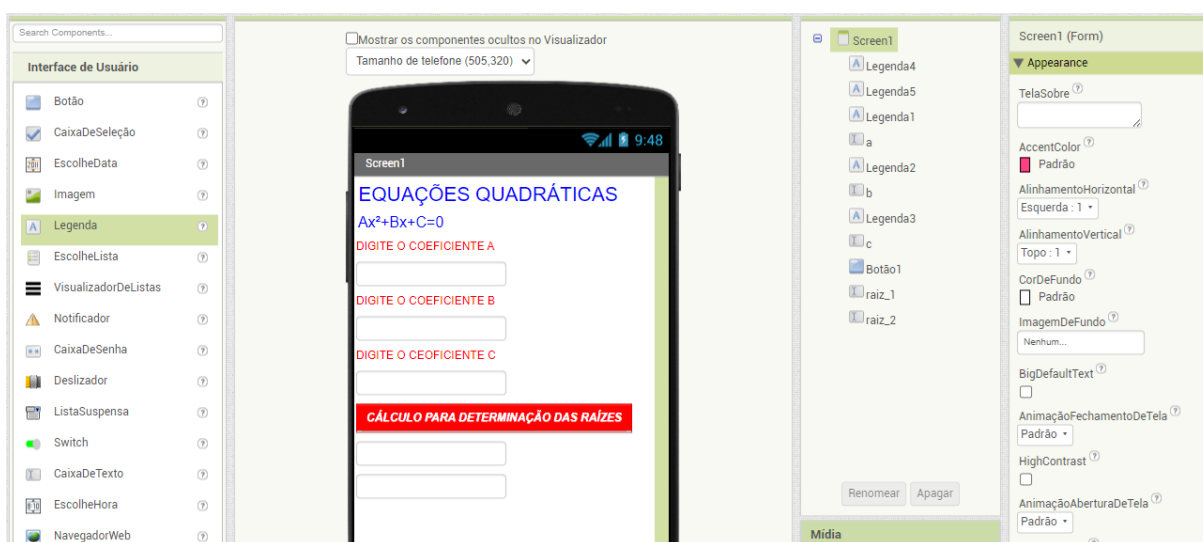 Search Components...
Interface de Usuário
Botão
CaixaDeSeleção
EscolheData
Imagem
Legenda
EscolheLista
VisualizadorDeListas
Notificador
CaixaDeSenha
Deslizador
ListaSuspensa
Switch
CaixaDeTexto
EscolheHora
NavegadorWeb
Mostrar os componentes ocultos no Visualizador
Tamanho de telefone (505,320)
9:48
Screen1
EQUAÇÕES QUADRÁTICAS
Ax²+Bx+C=0
DIGITE O COEFICIENTE A
DIGITE O COEFICIENTE B
DIGITE O CEOFICIENTE C
CÁLCULO PARA DETERMINAÇÃO DAS RAÍZES
Screen1
Legenda4
Legenda5
Legenda1
a
Legenda2
b
Legenda3
c
Botão1
raiz_1
raiz_2
Renomear Apagar
Mídia
Screen1 (Form)
Appearance
TelaSobre
AccentColor
Padrão
AlinhamentoHorizontal
Esquerda : 1
AlinhamentoVertical
Topo : 1
CorDeFundo
Padrão
ImagemDeFundo
Nenhum...
BigDefaultText
AnimaçãoFechamentoDeTela
Padrão
HighContrast
AnimaçãoAberturaDeTela
Padrão